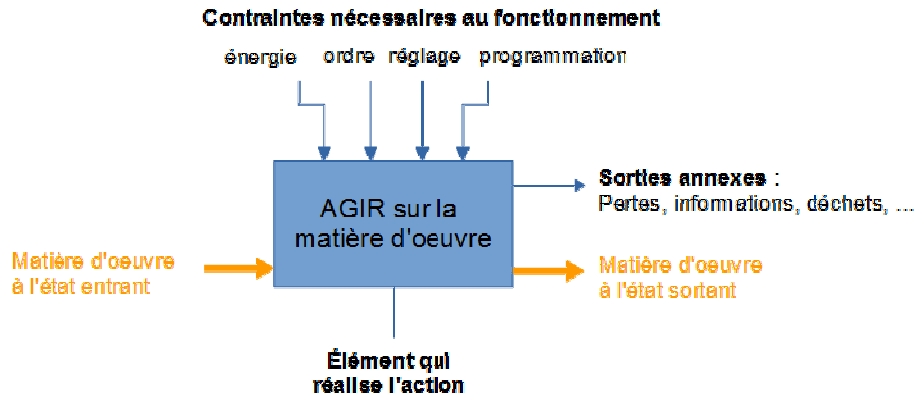 Contraintes nécessaires au fonctionnement
énergie ordre réglage programmation
AGIR sur la
matière d'oeuvre
Sorties annexes :
Pertes, informations, déchets, ...
Matière d'oeuvre
à l'état entrant
Matière d'oeuvre
à l'état sortant
Élément qui
réalise l'action